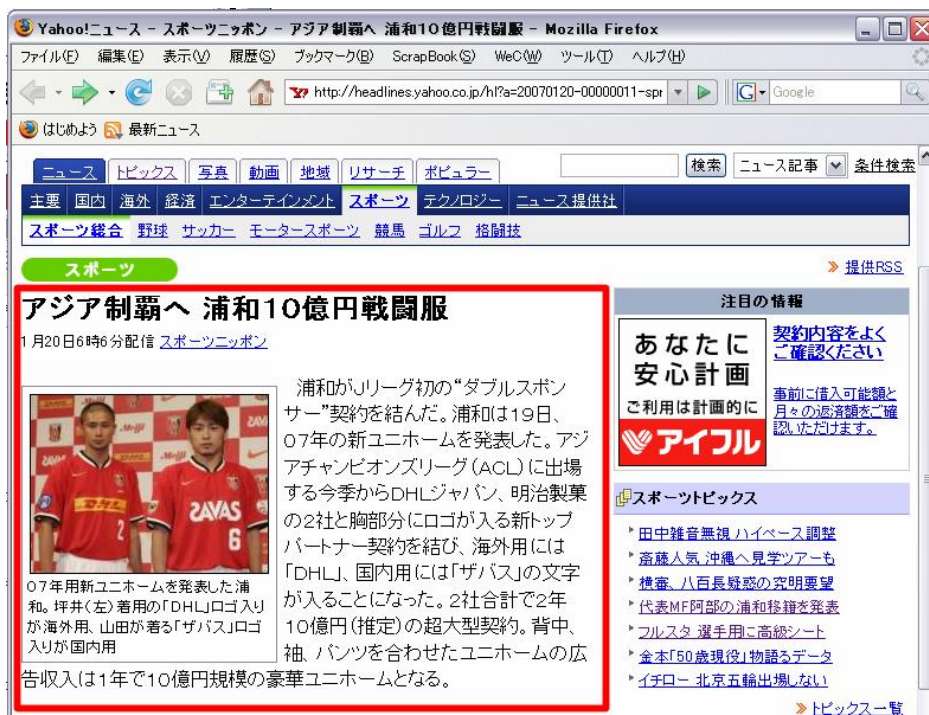 Yahoo!ニュース - スポーツニッポン - アジア制覇へ 浦和10億円戦闘服 - Mozilla Firefox
ファイル(F) 編集(E) 表示(V) 履歴(S) ブックマーク(B) ScrapBook(S) WeC(W) ツール(T) ヘルプ(H)
http://headlines.yahoo.co.jp/hl?a=20070120-00000011-spr
Google
はじめよう 最新ニュース
ニュース トピックス 写真 動画 地域 リサーチ ポピュラー
検索 ニュース記事 条件検索
主要 国内 海外 経済 エンターテインメント スポーツ テクノロジー ニュース提供社
スポーツ総合 野球 サッカー モータースポーツ 競馬 ゴルフ 格闘技
スポーツ
提供RSS
アジア制覇へ 浦和10億円戦闘服
1月20日6時6分配信 スポーツニッポン
浦和がJリーグ初の“ダブルスポン
サー”契約を結んだ。浦和は19日、
07年の新ユニホームを発表した。アジ
アチャンピオンズリーグ(ACL)に出場
する今季からDHLジャパン、明治製菓
の2社と胸部分にロゴが入る新トップ
パートナー契約を結び、海外用には
「DHL」、国内用には「ザバス」の文字
が入ることになった。2社合計で2年
10億円(推定)の超大型契約。背中、
袖、パンツを合わせたユニホームの広
告収入は1年で10億円規模の豪華ユニホームとなる。
Meiji
DHL
2
SAVAS
6
07年用新ユニホームを発表した浦
和。坪井(左)着用の「DHL」ロゴ入り
が海外用、山田が着る「ザバス」ロゴ
入りが国内用
注目の情報
あなたに
安心計画
ご利用は計画的に
アイフル
契約内容をよく
ご確認ください
事前に借入可能額と
月々の返済額をご確
認いただけます。
スポーツトピックス
田中雑音無視 ハイペース調整
斎藤人気 沖縄へ見学ツアーも
横審、八百長疑惑の究明要望
代表MF阿部の浦和移籍を発表
フルスタ 選手用に高級シート
金本「50歳現役」物語るデータ
イチロー 北京五輪出場しない
トピックス一覧